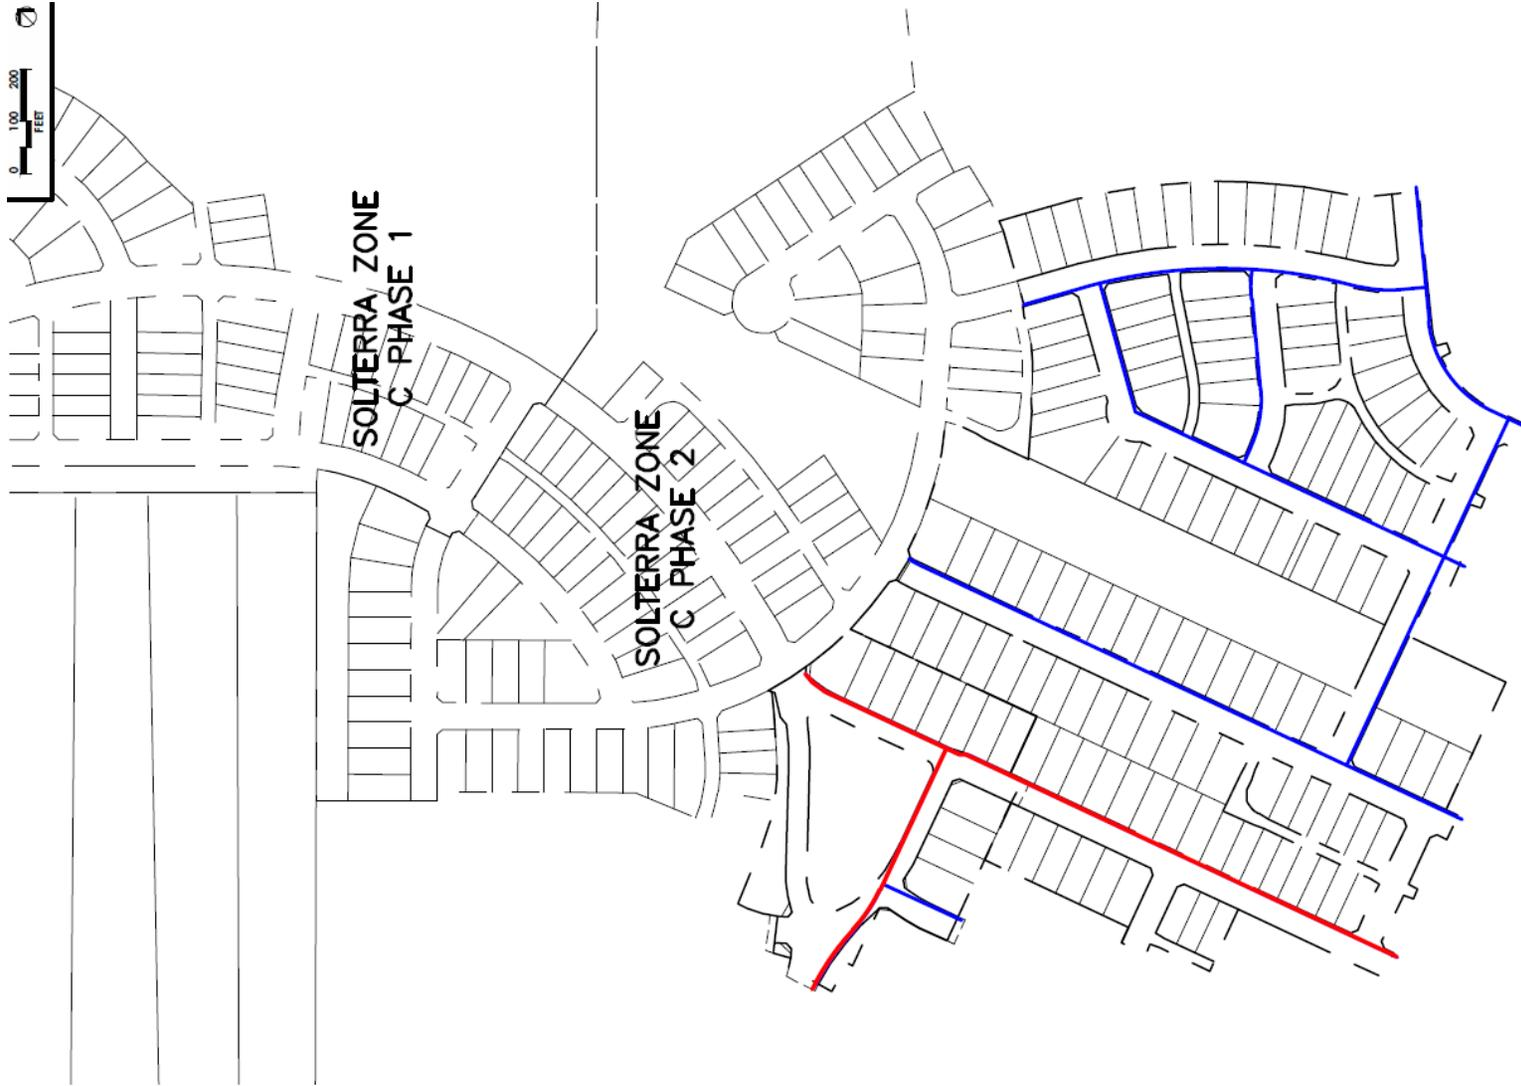 0 100 200
FEET
SOLTERRA ZONE
C PHASE 1
SOLTERRA ZONE
C PHASE 2